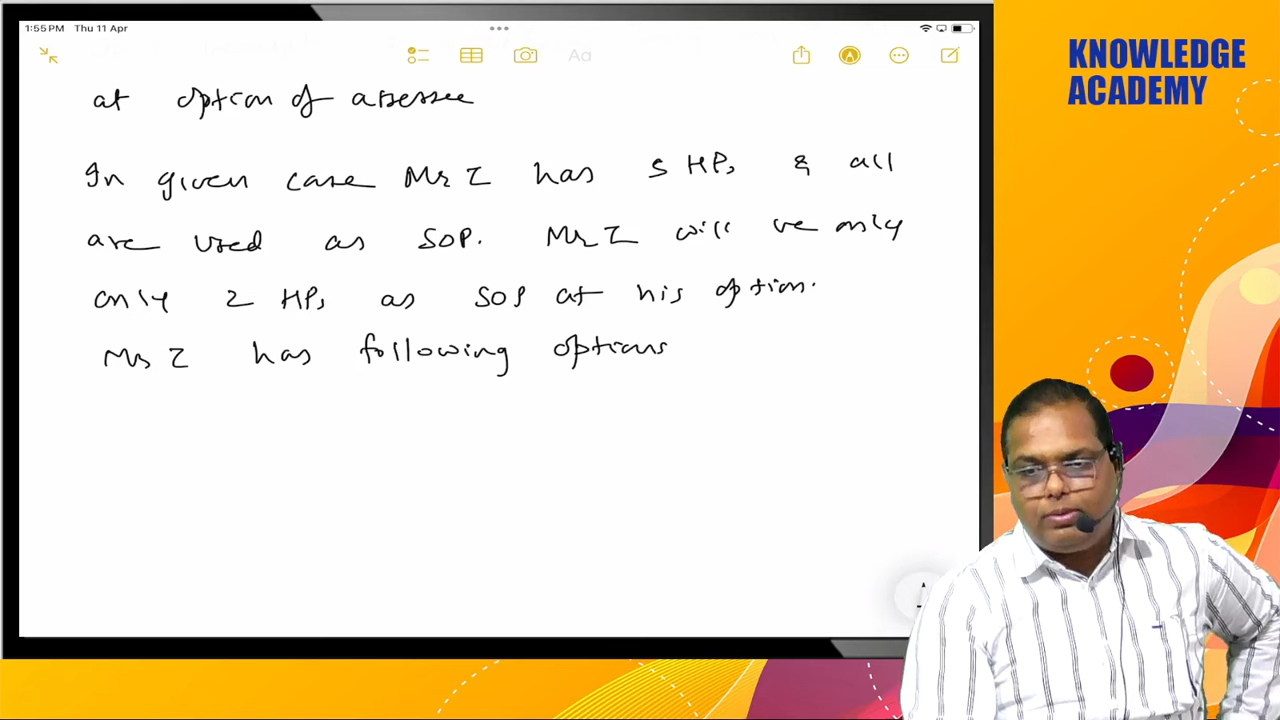 1:55 PM Thu 11 Apr
KNOWLEDGE
ACADEMY
Aa
at option of assessee
In given case Mr Z has 5 HPs & all
are used as SOP. Mr Z will ve only
only 2 HPs as SOP at his option.
Mr Z has following options